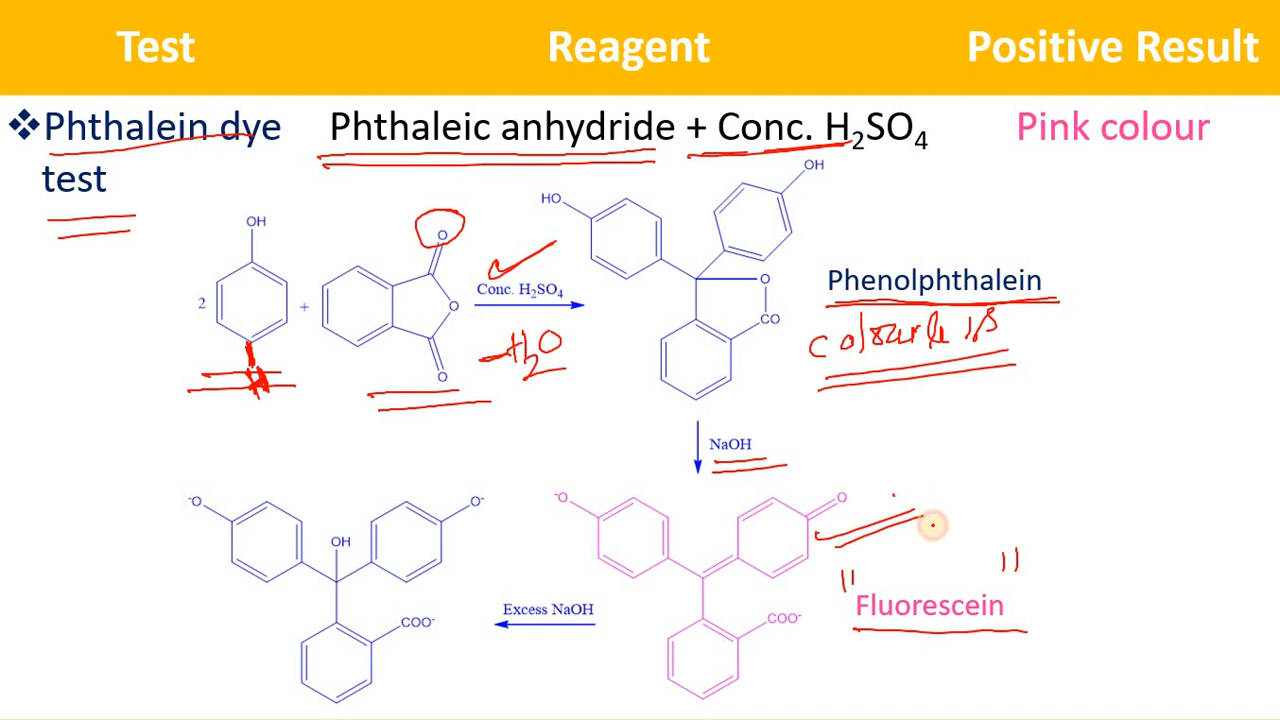 Test Reagent Positive Result
❖Phthalein dye Phthaleic anhydride + Conc. H₂SO₄ Pink colour
test
OH
2
+
O
O
O
Conc. H₂SO₄
-H₂O
HO
OH
O
CO
Phenolphthalein
NaOH
⁻O
O⁻
OH
COO⁻
Excess NaOH
⁻O
O
COO⁻
" Fluorescein "